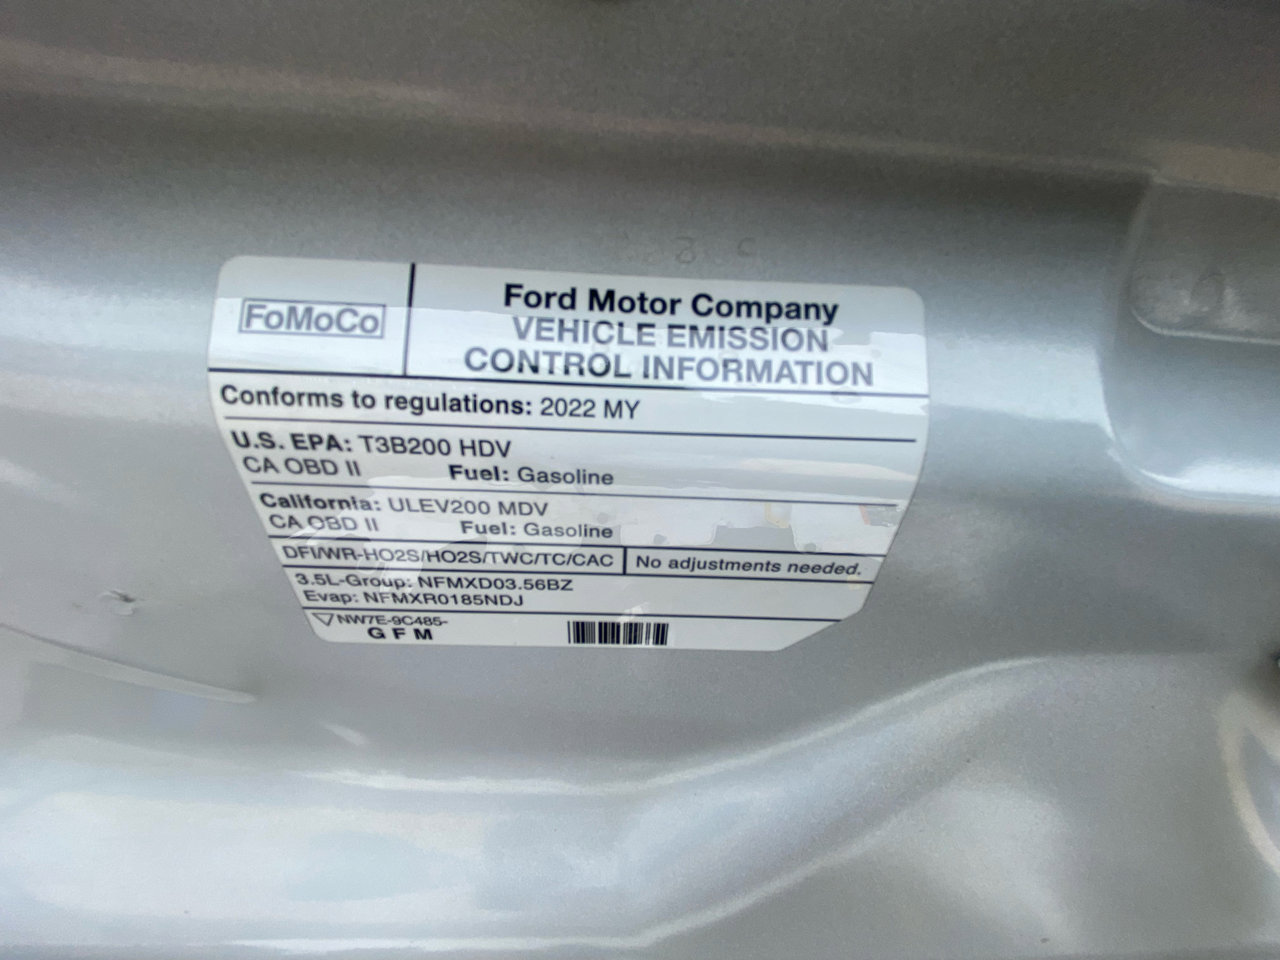 FoMoCo
Ford Motor Company
VEHICLE EMISSION
CONTROL INFORMATION
Conforms to regulations: 2022 MY
U.S. EPA: T3B200 HDV
CA OBD II Fuel: Gasoline
California: ULEV200 MDV
CA OBD II Fuel: Gasoline
DFI/WR-HO2S/HO2S/TWC/TC/CAC No adjustments needed.
3.5L-Group: NFMXD03.56BZ
Evap: NFMXR0185NDJ
NW7E-9C485-
G F M